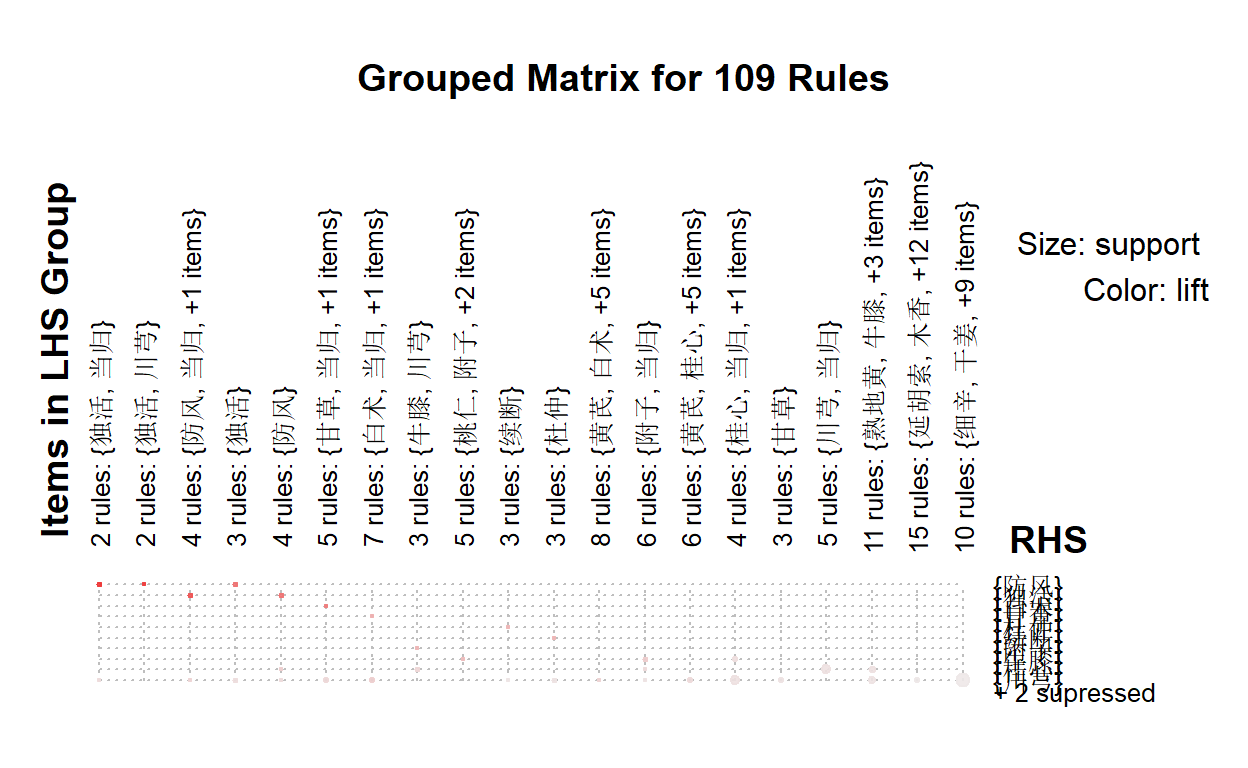 Grouped Matrix for 109 Rules
Items in LHS Group
2 rules: {独活, 当归}
2 rules: {独活, 川芎}
4 rules: {防风, 当归, +1 items}
3 rules: {独活}
4 rules: {防风}
5 rules: {甘草, 当归, +1 items}
7 rules: {白术, 当归, +1 items}
3 rules: {牛膝, 川芎}
5 rules: {桃仁, 附子, +2 items}
3 rules: {续断}
3 rules: {杜仲}
8 rules: {黄芪, 白术, +5 items}
6 rules: {附子, 当归}
6 rules: {黄芪, 桂心, +5 items}
4 rules: {桂心, 当归, +1 items}
3 rules: {甘草}
5 rules: {川芎, 当归}
11 rules: {熟地黄, 牛膝, +3 items}
15 rules: {延胡索, 木香, +12 items}
10 rules: {细辛, 干姜, +9 items}
Size: support
Color: lift
RHS
{防风}
{独活}
+ 2 supressed